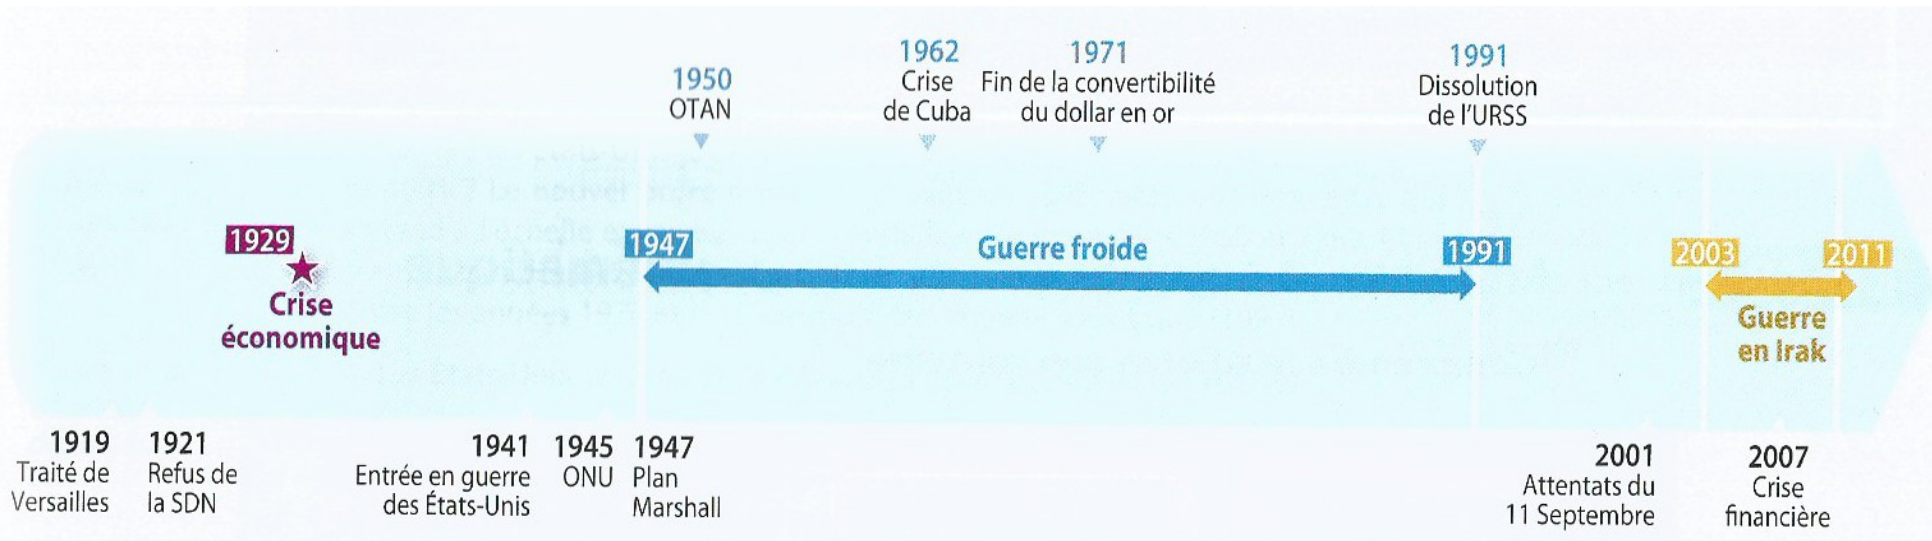 1950
OTAN
1962
Crise
de Cuba
1971
Fin de la convertibilité
du dollar en or
1991
Dissolution
de l'URSS
1929
Crise
économique
1947
Guerre froide
1991
2003
2011
Guerre
en Irak
1919
Traité de
Versailles
1921
Refus de
la SDN
1941
Entrée en guerre
des États-Unis
1945
ONU
1947
Plan
Marshall
2001
Attentats du
11 Septembre
2007
Crise
financière